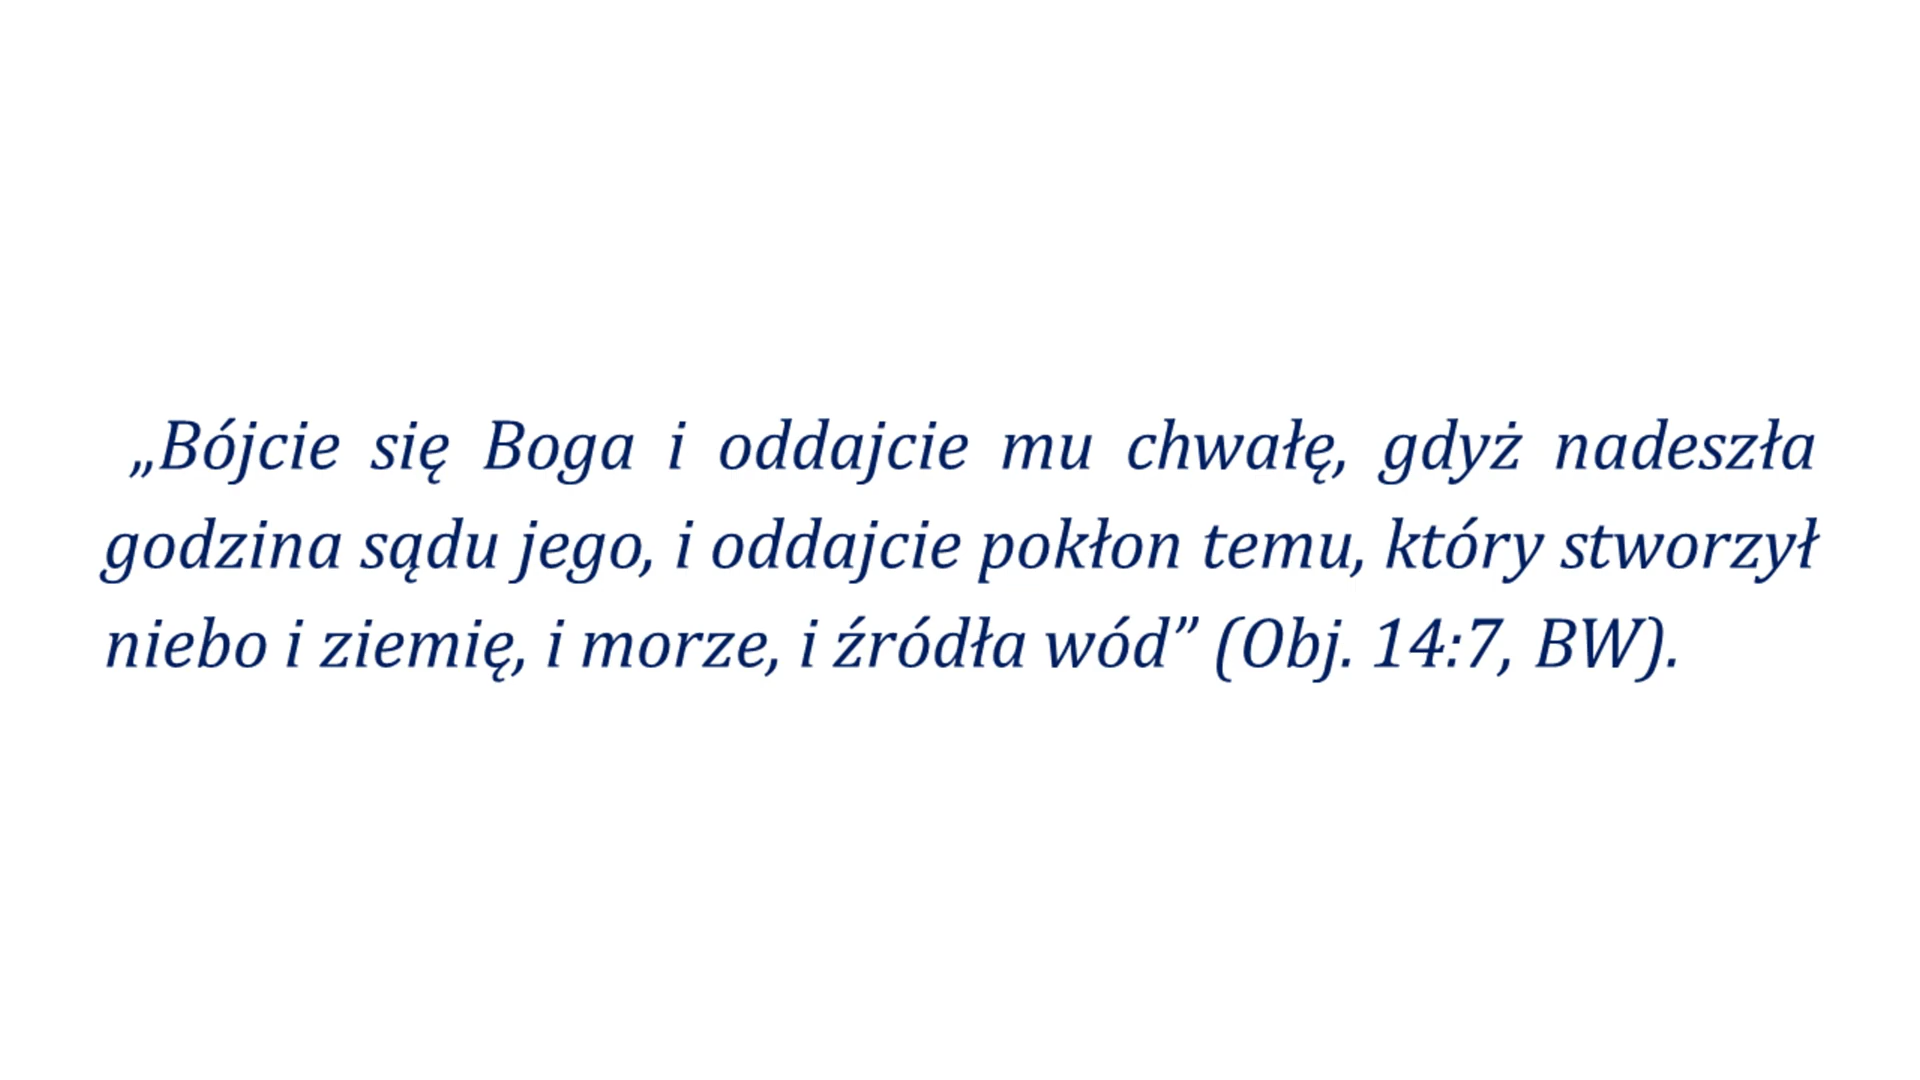 „Bójcie się Boga i oddajcie mu chwałę, gdyż nadeszła
godzina sądu jego, i oddajcie pokłon temu, który stworzył
niebo i ziemię, i morze, i źródła wód” (Obj. 14:7, BW).